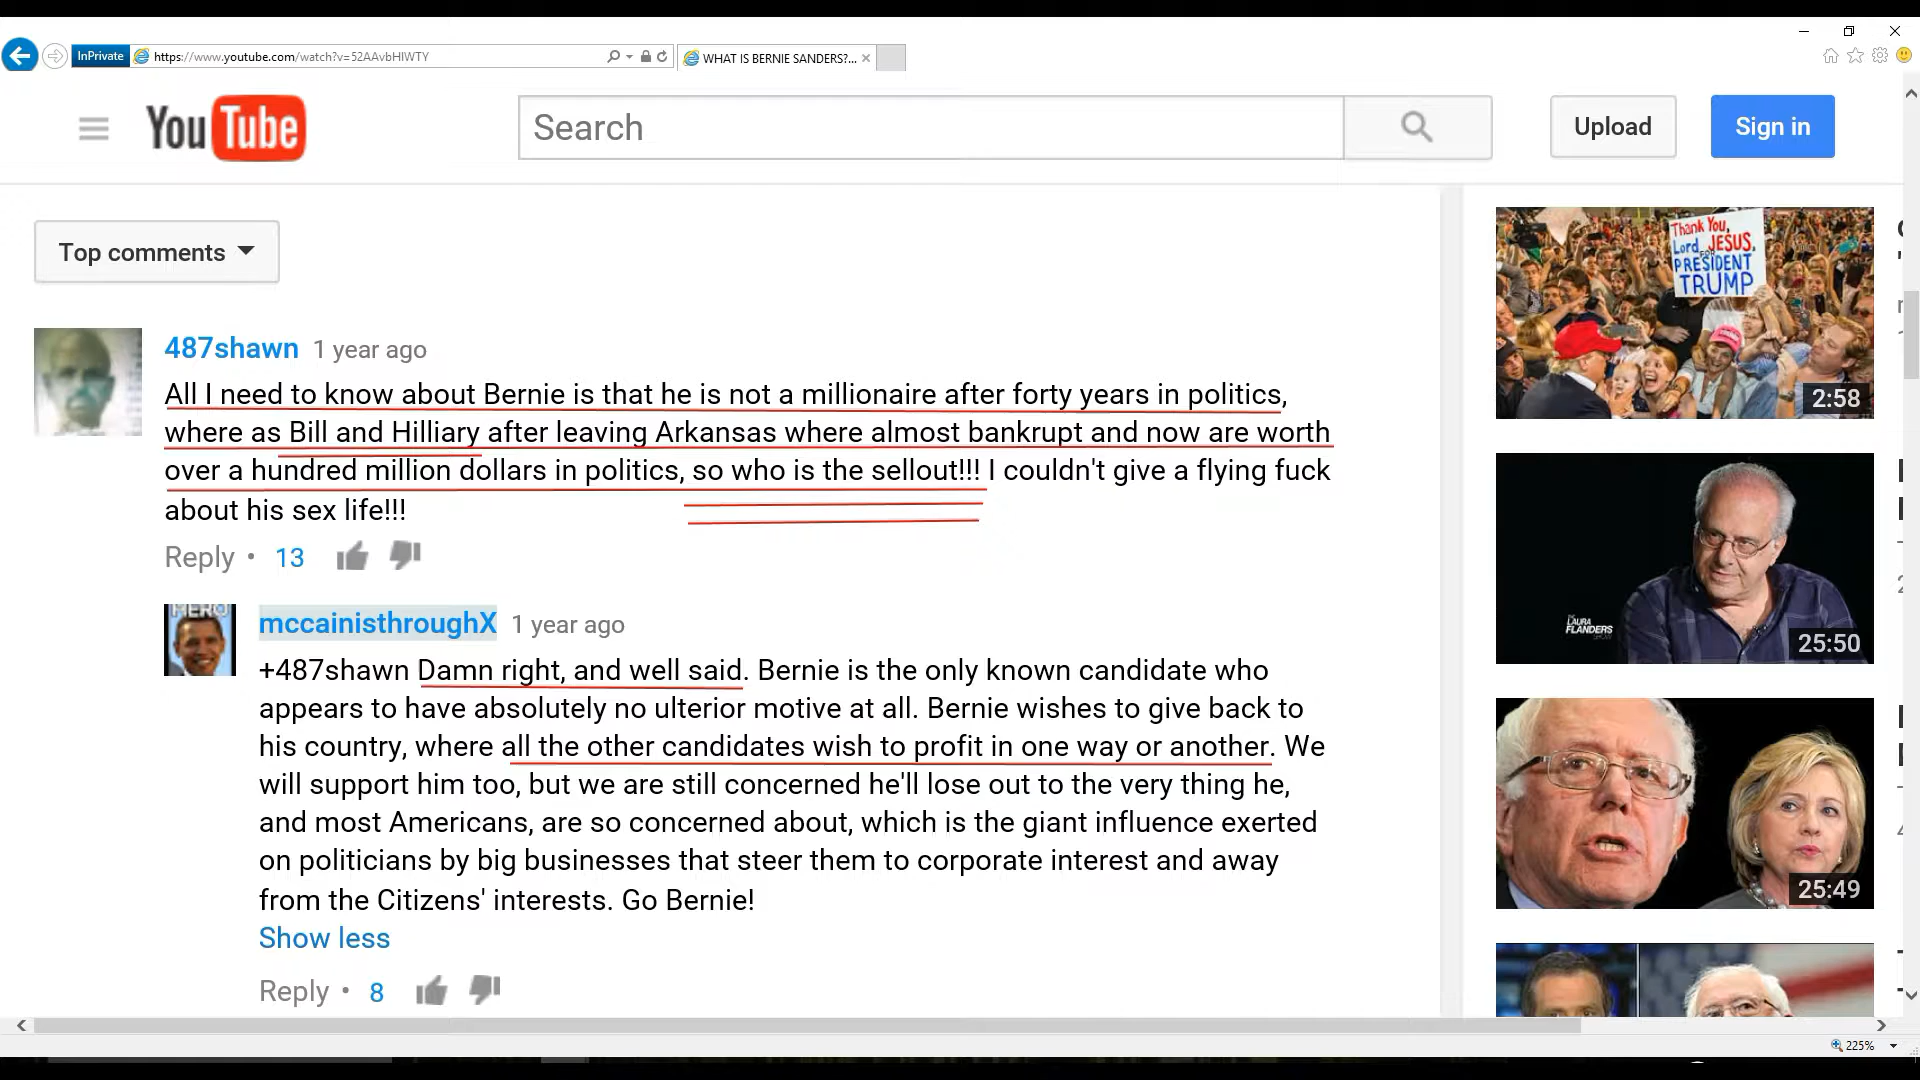 InPrivate
https://www.youtube.com/watch?v=52AAvbHIWTY
WHAT IS BERNIE SANDERS?...
YouTube
Search
Upload
Sign in
Top comments
487shawn 1 year ago
All I need to know about Bernie is that he is not a millionaire after forty years in politics,
where as Bill and Hilliary after leaving Arkansas where almost bankrupt and now are worth
over a hundred million dollars in politics, so who is the sellout!!! I couldn't give a flying fuck
about his sex life!!!
Reply • 13
HERO
mccainisthroughX 1 year ago
+487shawn Damn right, and well said. Bernie is the only known candidate who
appears to have absolutely no ulterior motive at all. Bernie wishes to give back to
his country, where all the other candidates wish to profit in one way or another. We
will support him too, but we are still concerned he'll lose out to the very thing he,
and most Americans, are so concerned about, which is the giant influence exerted
on politicians by big businesses that steer them to corporate interest and away
from the Citizens' interests. Go Bernie!
Show less
Reply • 8
Thank You,
Lord JESUS,
FOR
PRESIDENT
TRUMP
2:58
THE
LAURA
FLANDERS
SHOW
25:50
25:49
225%